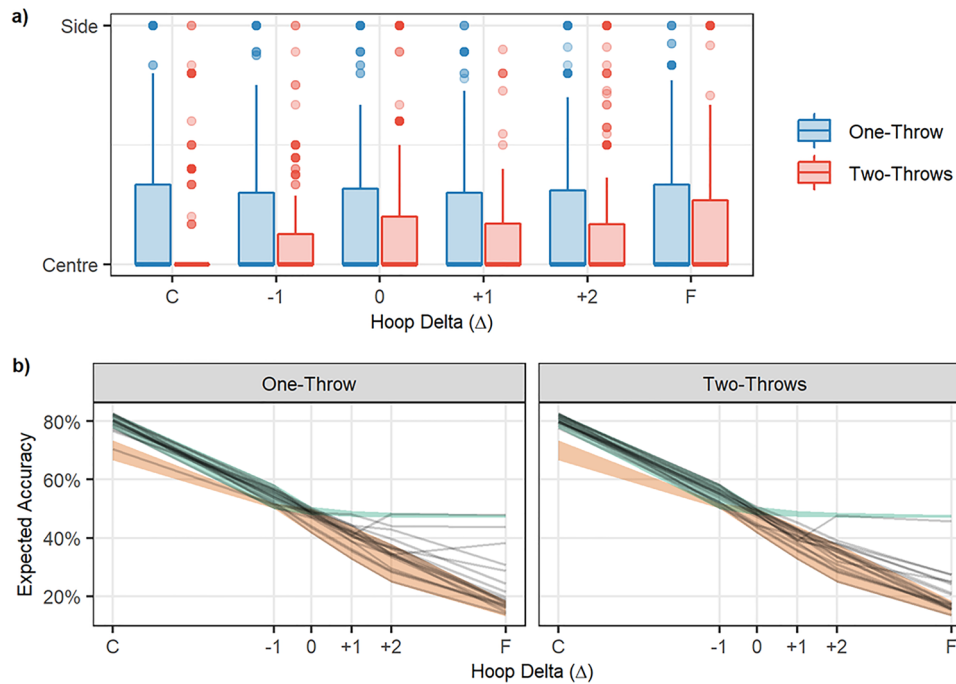 a)
Side
Centre
C -1 0 +1 +2 F
Hoop Delta (Δ)
One-Throw
Two-Throws
b)
One-Throw Two-Throws
Expected Accuracy
80%
60%
40%
20%
C -1 0 +1 +2 F C -1 0 +1 +2 F
Hoop Delta (Δ)